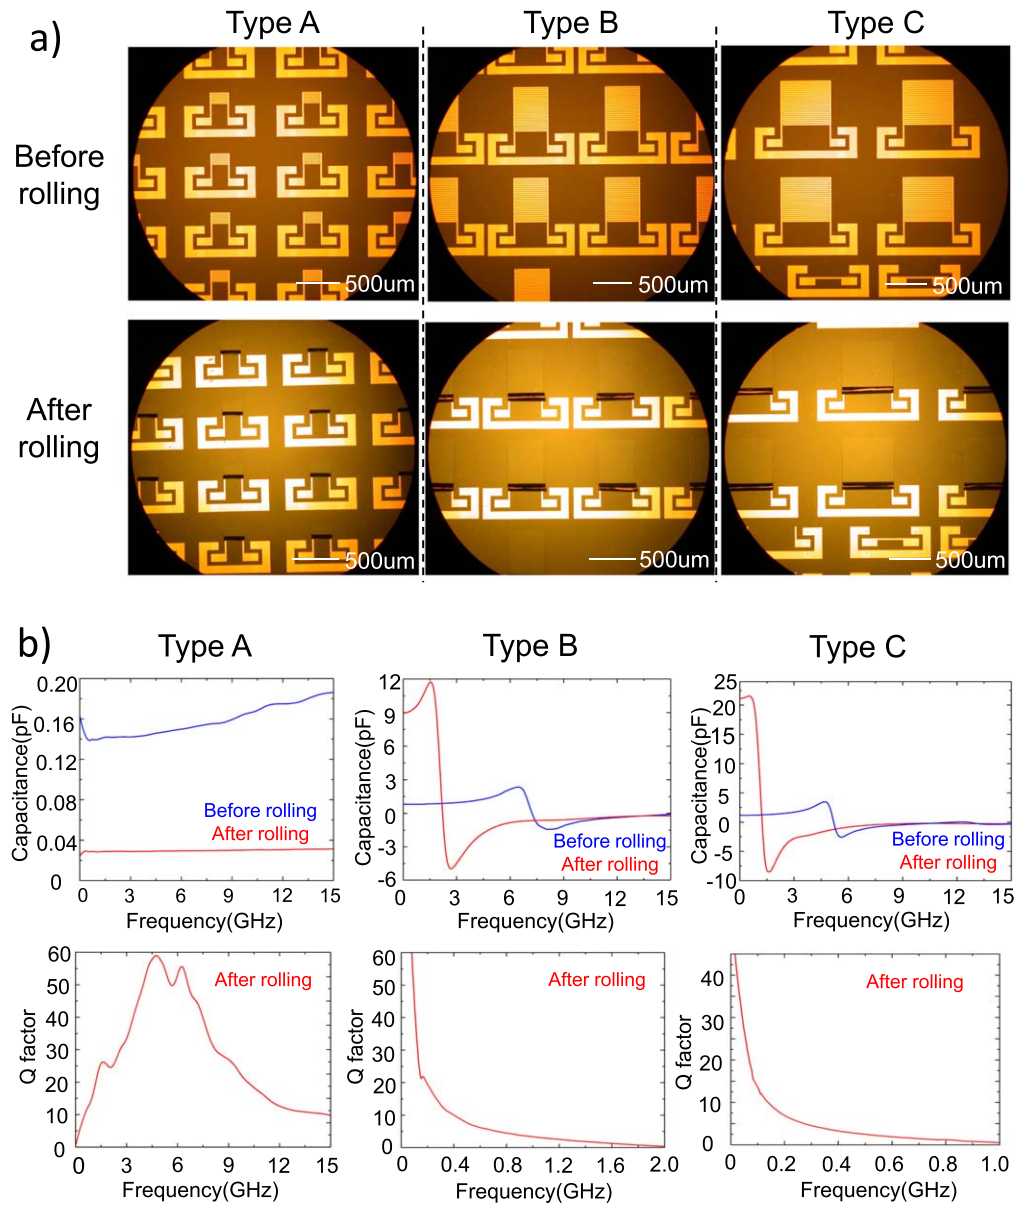 a)
Type A
Type B
Type C
Before
rolling
500um
500um
500um
After
rolling
500um
500um
500um
b)
Type A
Type B
Type C
Capacitance(pF)
0.20
0.16
0.12
0.08
0.04
0
Before rolling
After rolling
0 3 6 9 12 15
Frequency(GHz)
Capacitance(pF)
12
9
6
3
0
-3
-6
Before rolling
After rolling
0 3 6 9 12 15
Frequency(GHz)
Capacitance(pF)
25
20
15
10
5
0
-5
-10
Before rolling
After rolling
0 3 6 9 12 15
Frequency(GHz)
Q factor
60
50
40
30
20
10
0
After rolling
0 3 6 9 12 15
Frequency(GHz)
Q factor
60
50
40
30
20
10
0
After rolling
0 0.4 0.8 1.2 1.6 2.0
Frequency(GHz)
Q factor
40
30
20
10
0
After rolling
0 0.2 0.4 0.6 0.8 1.0
Frequency(GHz)